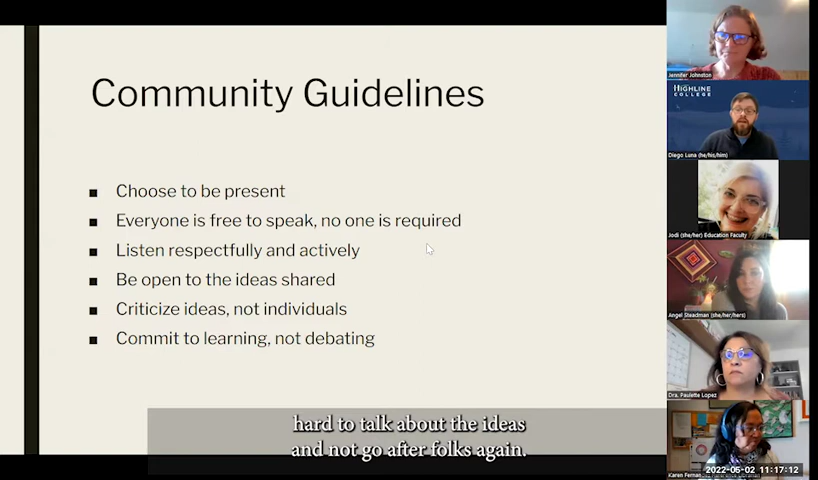 Community Guidelines
Choose to be present
Everyone is free to speak, no one is required
Listen respectfully and actively
Be open to the ideas shared
Criticize ideas, not individuals
Commit to learning, not debating
hard to talk about the ideas
and not go after folks again.
Jennifer Johnston
HIGHLINE
COLLEGE
Diego Luna (he/his/him)
Jodi (she/her) Education Faculty
Angel Steadman (she/her/hers)
Dra. Paulette Lopez
Karen
2022-05-02 11:17:12